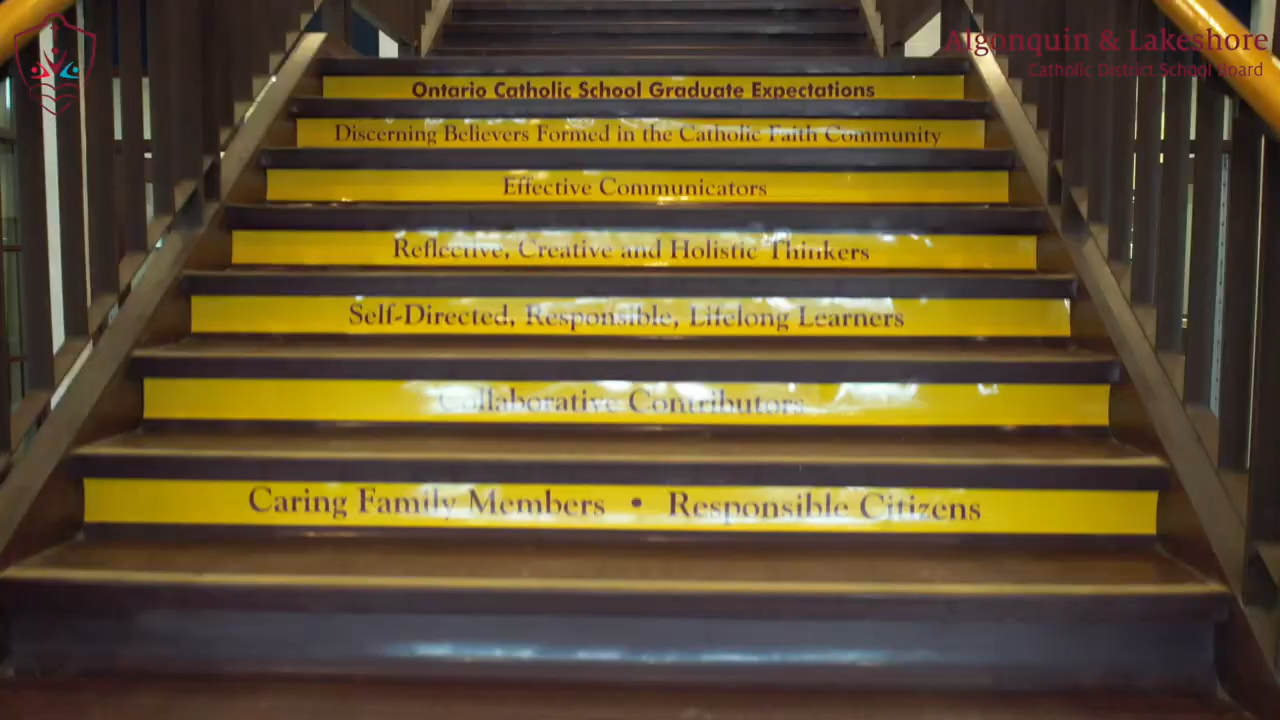 Algonquin & Lakeshore
Catholic District School Board
Ontario Catholic School Graduate Expectations
Discerning Believers Formed in the Catholic Faith Community
Effective Communicators
Reflective, Creative and Holistic Thinkers
Self-Directed, Responsible, Lifelong Learners
Collaborative Contributors
Caring Family Members • Responsible Citizens